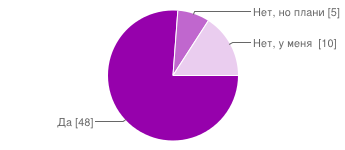 Нет, но плани [5]
Нет, у меня [10]
Да [48]